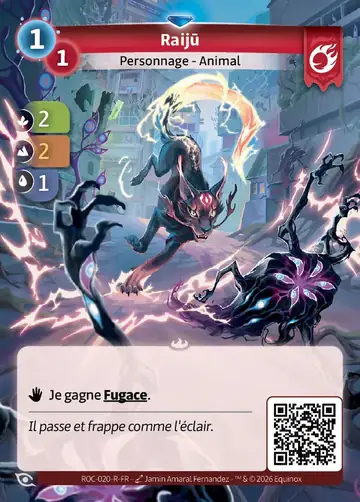 1
1
Raijū
Personnage - Animal
2
2
1
Je gagne Fugace.
Il passe et frappe comme l'éclair.
ROC-020-R-FR - Jamin Amaral Fernandez - ™ & © 2026 Equinox